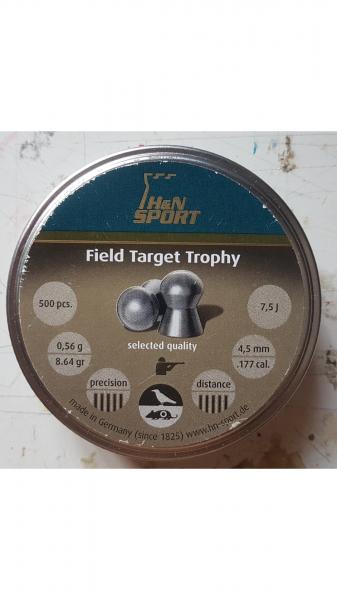 H&N
SPORT
Field Target Trophy
500 pcs.
7,5 J
0,56 g
8.64 gr
selected quality
4,5 mm
.177 cal.
precision
distance
made in Germany (since 1825) www.hn-sport.de